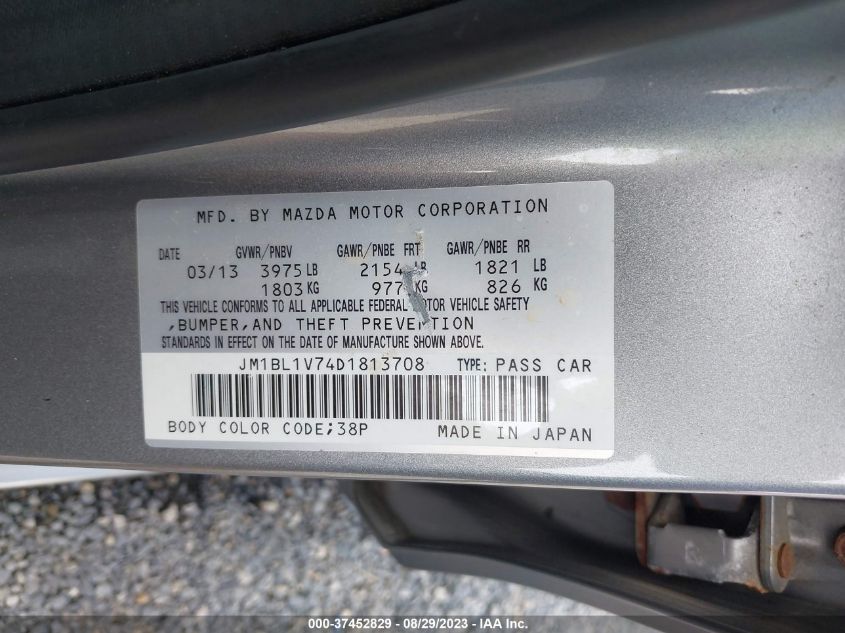 MFD. BY MAZDA MOTOR CORPORATION
DATE GVWR/PNBV GAWR/PNBE FRT GAWR/PNBE RR
03/13 3975 LB 2154 LB 1821 LB
1803 KG 977 KG 826 KG
THIS VEHICLE CONFORMS TO ALL APPLICABLE FEDERAL MOTOR VEHICLE SAFETY
,BUMPER,AND THEFT PREVENTION
STANDARDS IN EFFECT ON THE DATE OF MANUFACTURE SHOWN ABOVE.
JM1BL1V74D1813708 TYPE: PASS CAR
BODY COLOR CODE;38P MADE IN JAPAN
000-37452829 - 08/29/2023 - IAA Inc.